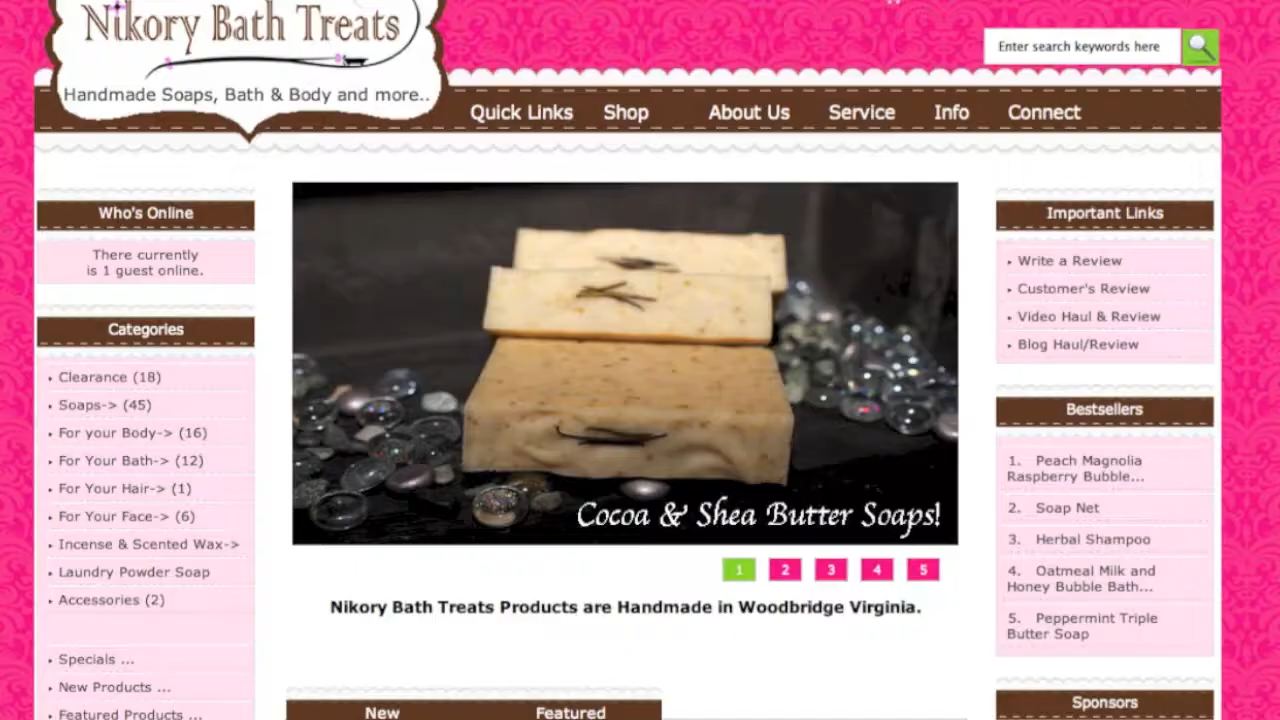 Nikory Bath Treats
Handmade Soaps, Bath & Body and more..
Enter search keywords here
Quick Links Shop About Us Service Info Connect
Who's Online
There currently
is 1 guest online.
Categories
Clearance (18)
Soaps-> (45)
For your Body-> (16)
For Your Bath-> (12)
For Your Hair-> (1)
For Your Face-> (6)
Incense & Scented Wax->
Laundry Powder Soap
Accessories (2)
Specials ...
New Products ...
Featured Products ...
Cocoa & Shea Butter Soaps!
1 2 3 4 5
Nikory Bath Treats Products are Handmade in Woodbridge Virginia.
New Featured
Important Links
Write a Review
Customer's Review
Video Haul & Review
Blog Haul/Review
Bestsellers
1. Peach Magnolia
Raspberry Bubble...
2. Soap Net
3. Herbal Shampoo
4. Oatmeal Milk and
Honey Bubble Bath...
5. Peppermint Triple
Butter Soap
Sponsors